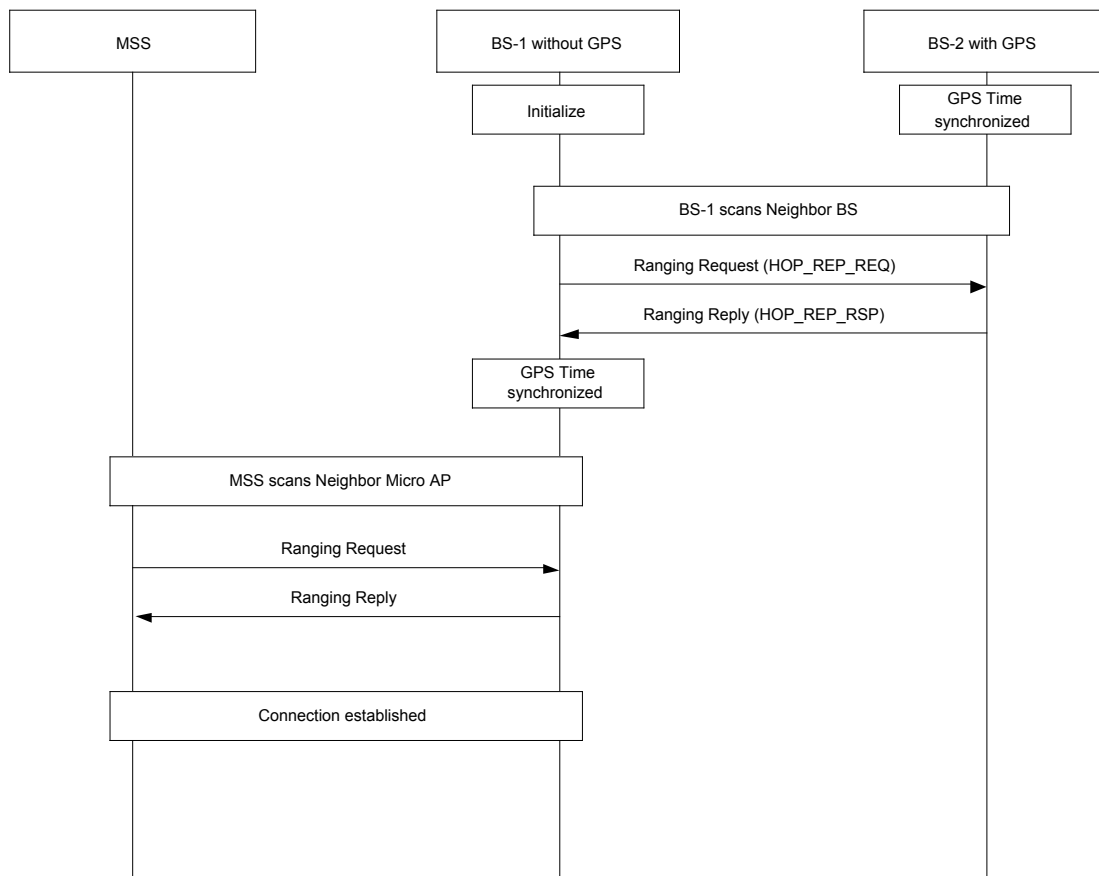 MSS
BS-1 without GPS
BS-2 with GPS
Initialize
GPS Time
synchronized
BS-1 scans Neighbor BS
Ranging Request (HOP_REP_REQ)
Ranging Reply (HOP_REP_RSP)
GPS Time
synchronized
MSS scans Neighbor Micro AP
Ranging Request
Ranging Reply
Connection established